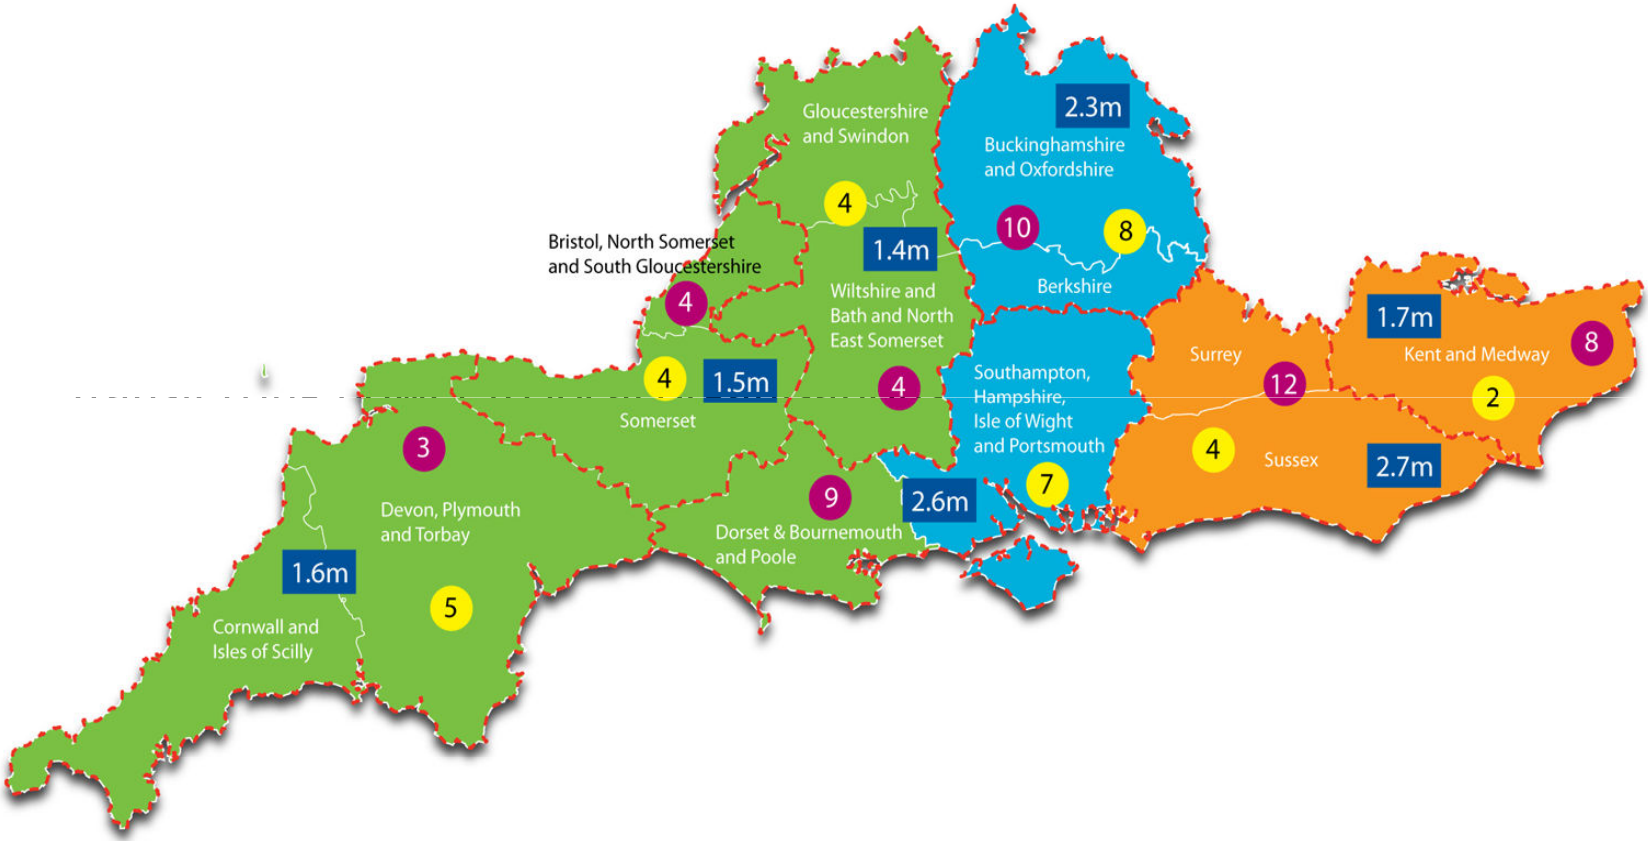 2.3m
Gloucestershire
and Swindon
Buckinghamshire
and Oxfordshire
4
10
8
Bristol, North Somerset
and South Gloucestershire
1.4m
Berkshire
4
Wiltshire and
Bath and North
East Somerset
1.7m
Surrey
Kent and Medway
8
4
1.5m
4
Southampton,
Hampshire,
Isle of Wight
and Portsmouth
12
2
Somerset
3
4
Sussex
2.7m
7
9
2.6m
Devon, Plymouth
and Torbay
Dorset & Bournemouth
and Poole
1.6m
5
Cornwall and
Isles of Scilly